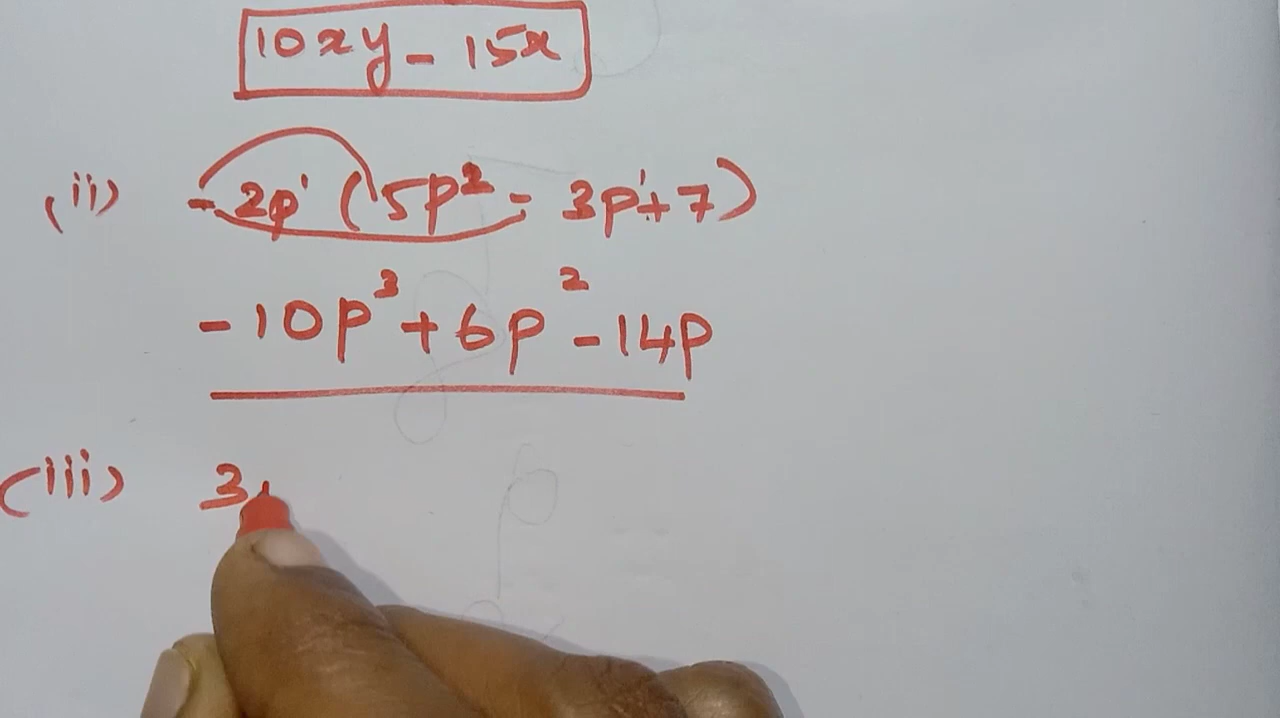 10xy - 15x
(ii) - 2p¹ (5p² - 3p¹ + 7)
-10p³ + 6p² - 14p
(iii) 3